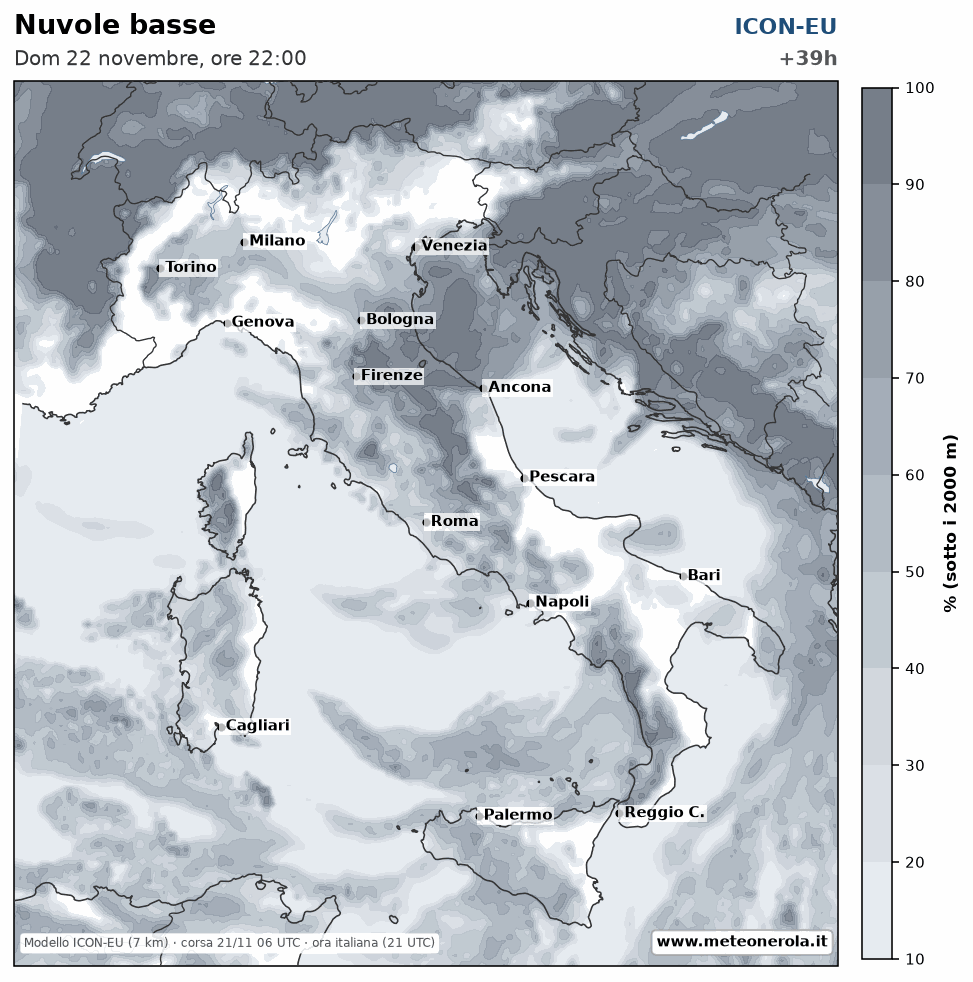 Nuvole basse
ICON-EU
Dom 22 novembre, ore 22:00
+39h
Milano
Venezia
Torino
Genova
Bologna
Firenze
Ancona
Pescara
Roma
Bari
Napoli
Cagliari
Palermo
Reggio C.
Modello ICON-EU (7 km) · corsa 21/11 06 UTC · ora italiana (21 UTC)
www.meteonerola.it
100
90
80
70
60
50
40
30
20
10
% (sotto i 2000 m)